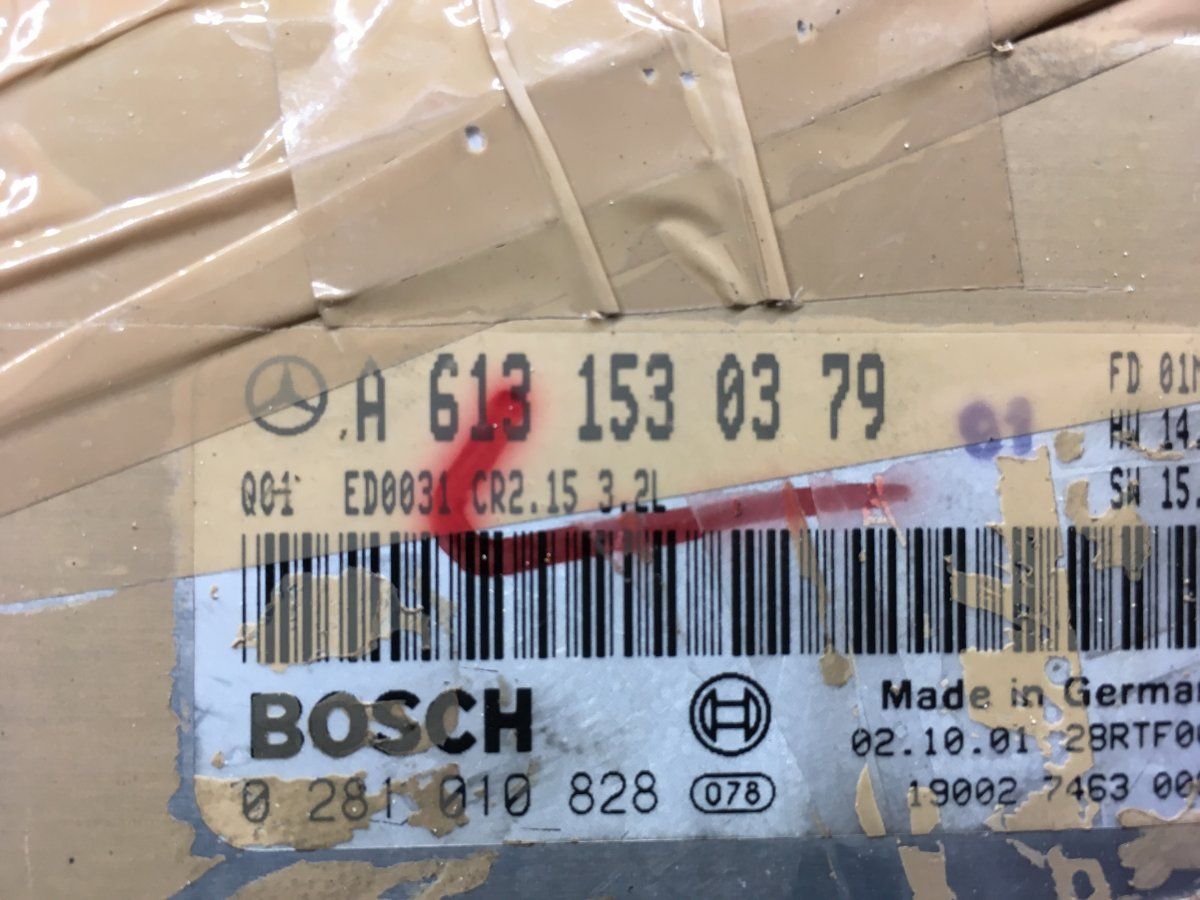 A 613 153 03 79
FD 01
Q01 ED0031 CR2.15 3.2L
HW 14.
SW 15
BOSCH
Made in Germa
0 281 010 828 078
02.10.01 28RTF0
19002 7463 00